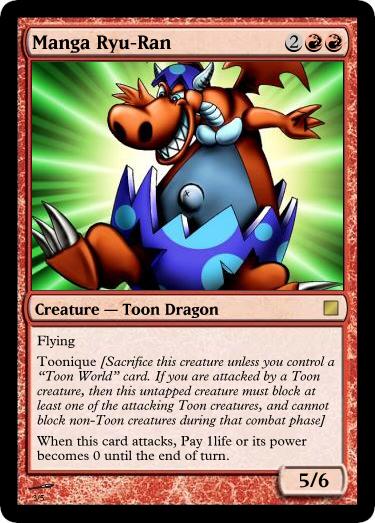 Manga Ryu-Ran 2
Creature — Toon Dragon
Flying
Toonique [Sacrifice this creature unless you control a
“Toon World” card. If you are attacked by a Toon
creature, then this untapped creature must block at
least one of the attacking Toon creatures, and cannot
block non-Toon creatures during that combat phase]
When this card attacks, Pay 1life or its power
becomes 0 until the end of turn.
5/6